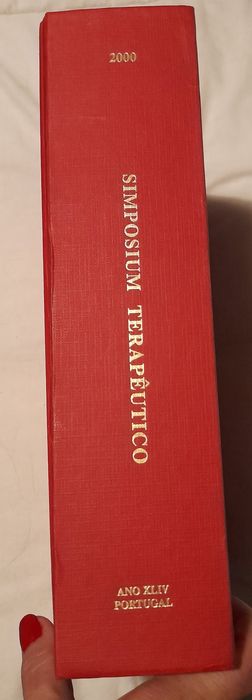 2000
SIMPOSIUM TERAPÊUTICO
ANO XLIV
PORTUGAL